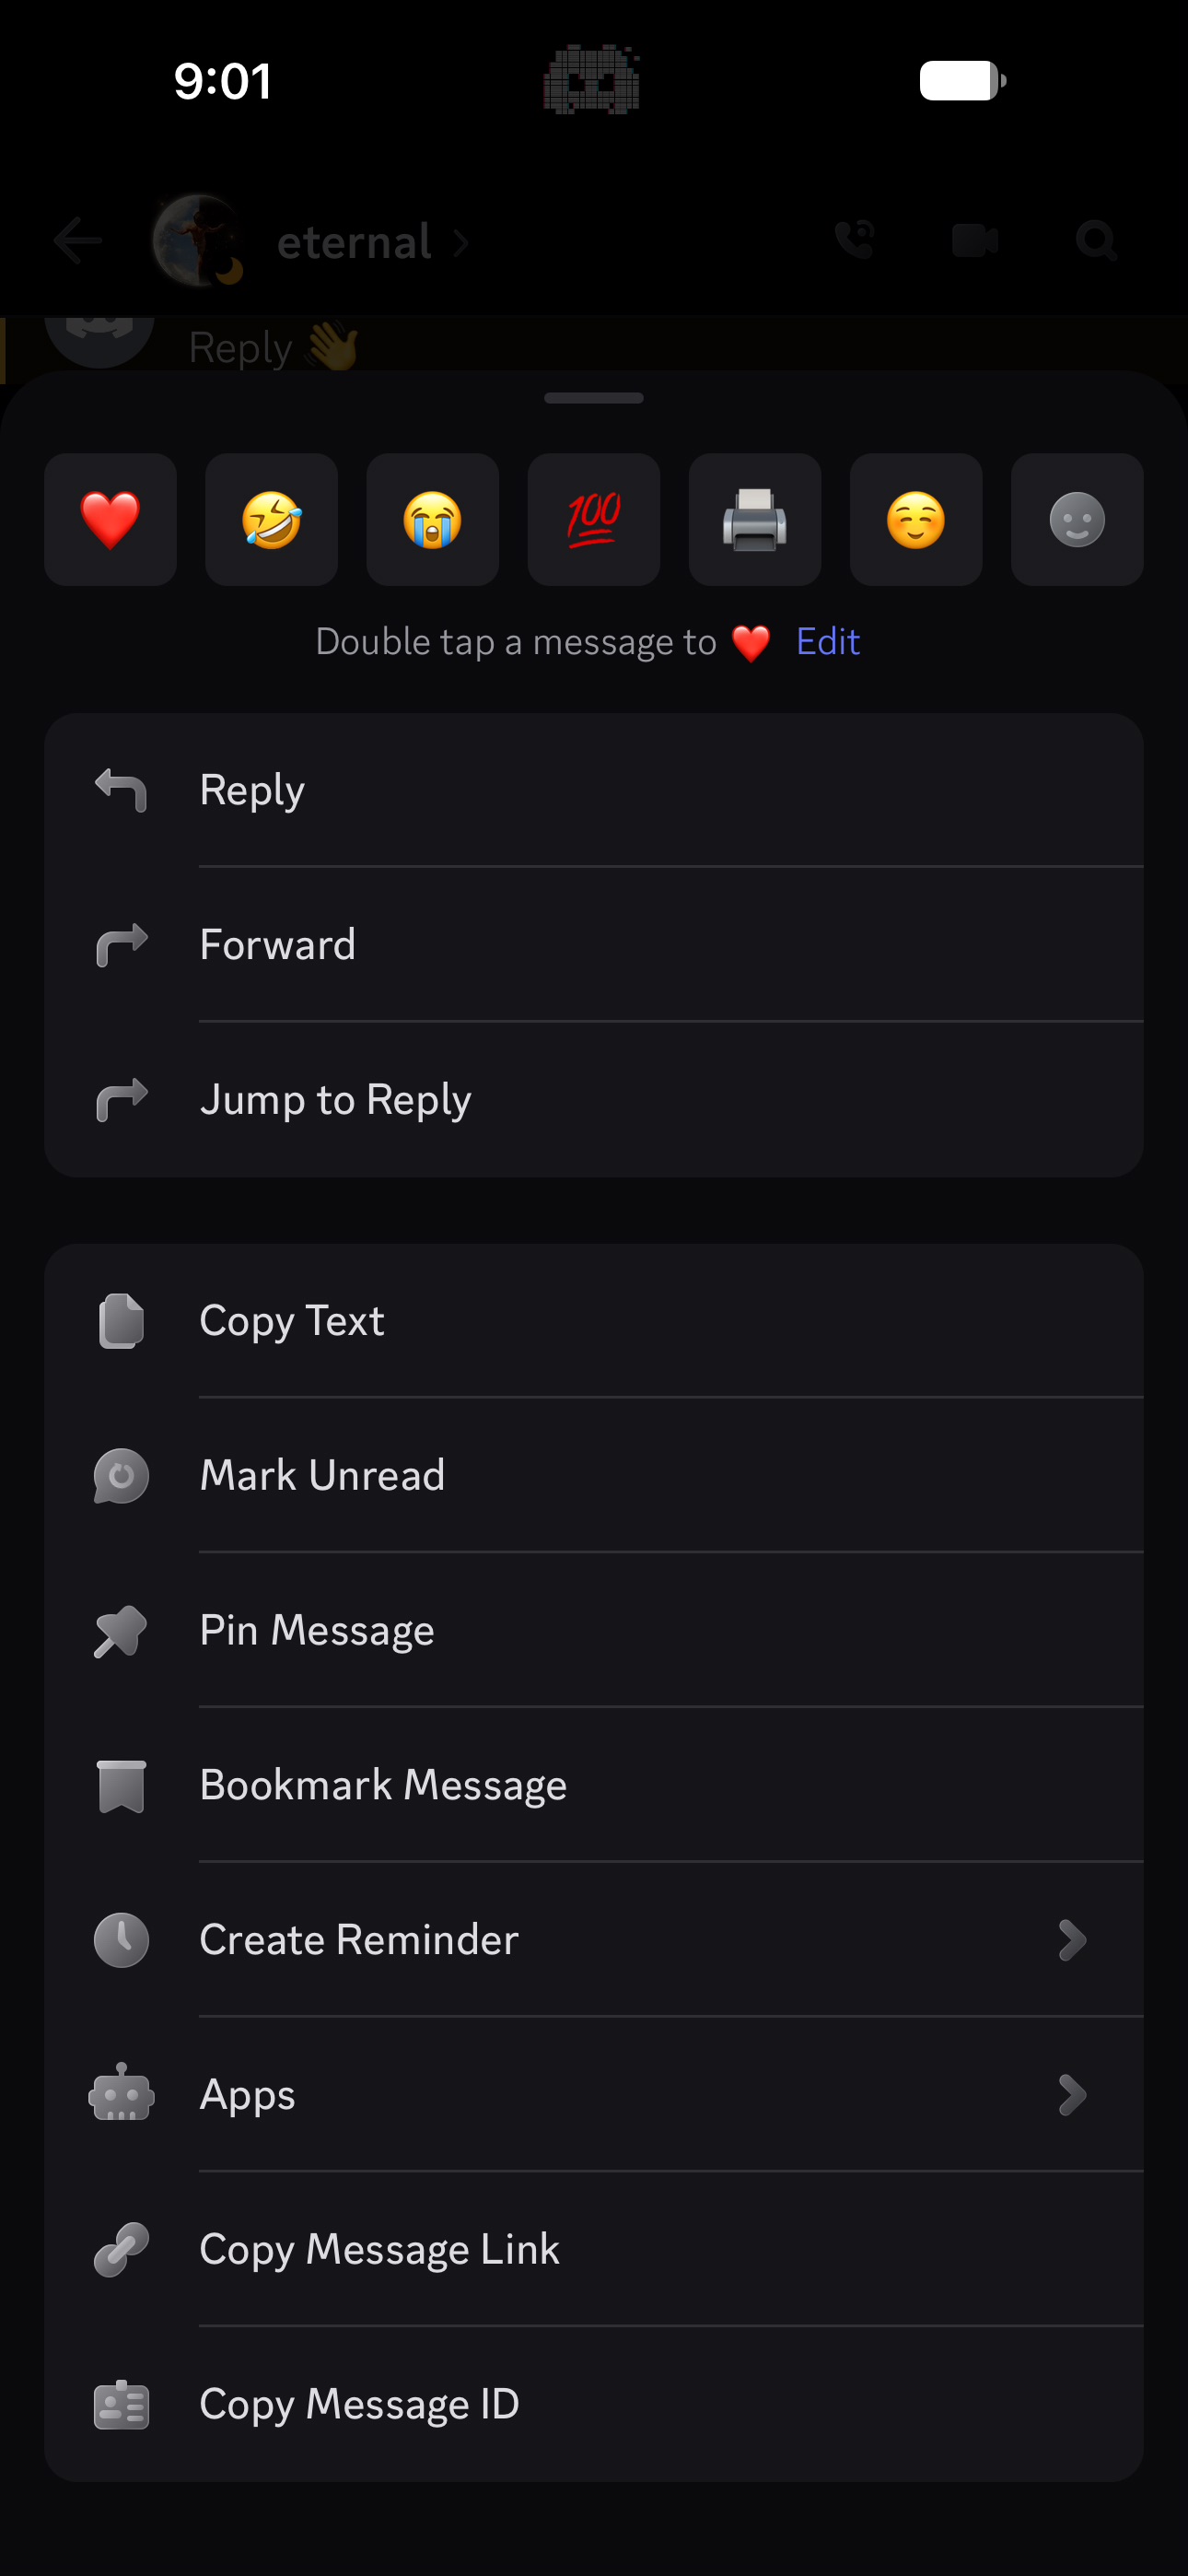 9:01
eternal
Reply 👋
❤️ 🤣 😭 💯 🖨️ ☺️
Double tap a message to ❤️ Edit
Reply
Forward
Jump to Reply
Copy Text
Mark Unread
Pin Message
Bookmark Message
Create Reminder
Apps
Copy Message Link
Copy Message ID